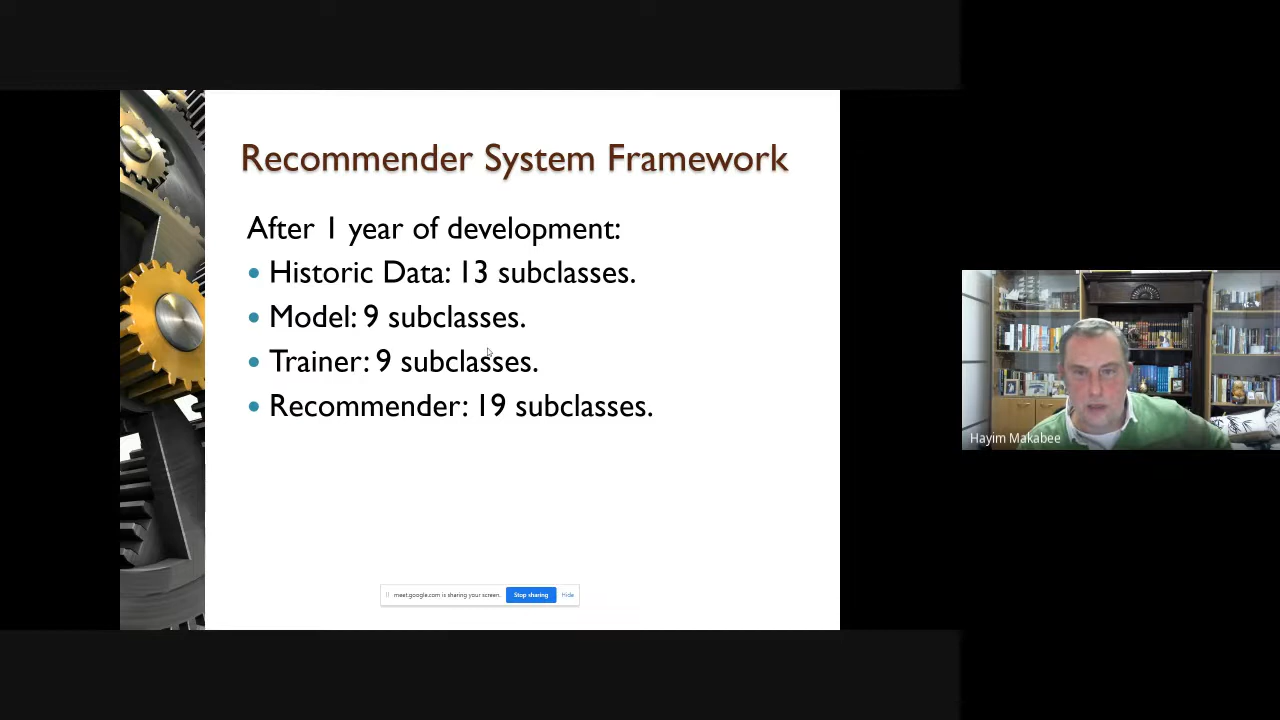 Recommender System Framework
After 1 year of development:
• Historic Data: 13 subclasses.
• Model: 9 subclasses.
• Trainer: 9 subclasses.
• Recommender: 19 subclasses.
Hayim Makabee
meet.google.com is sharing your screen. Stop sharing Hide